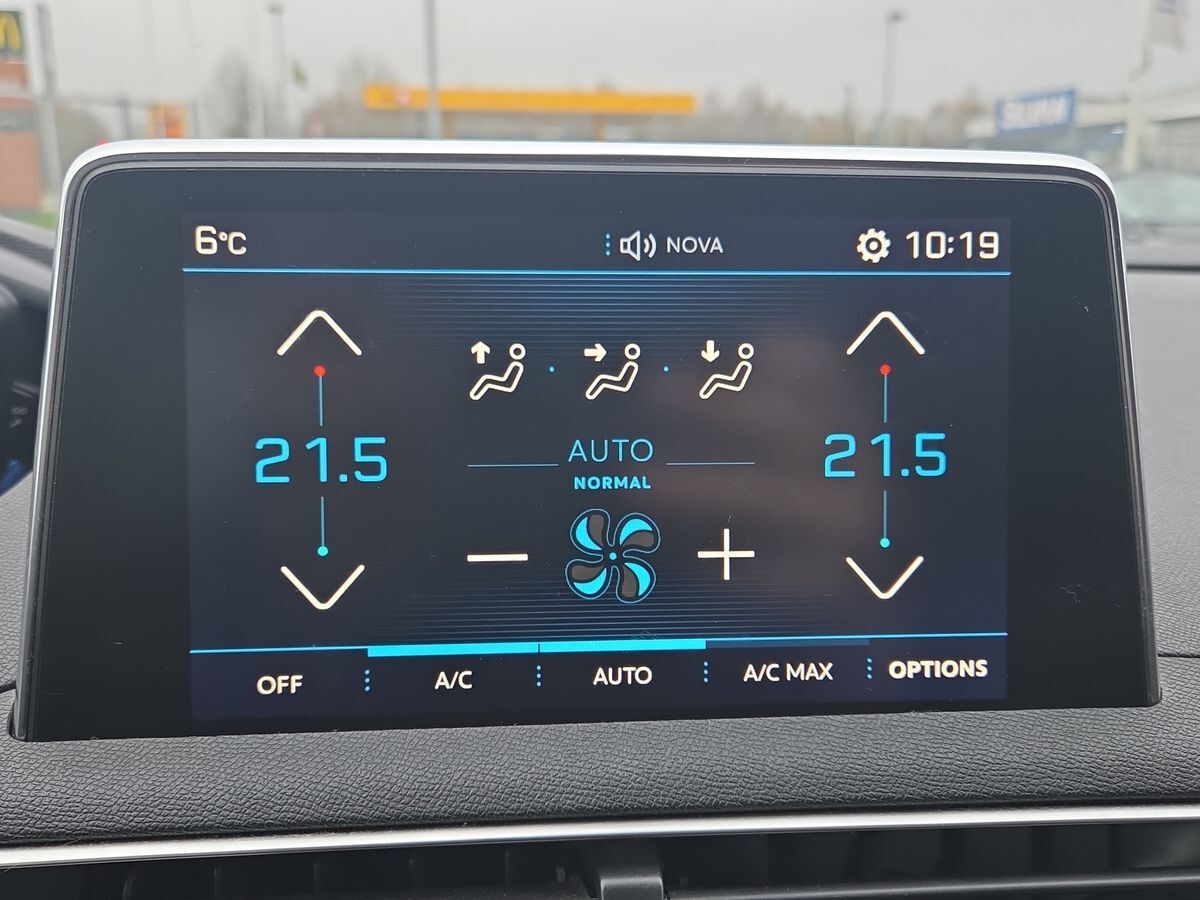 6°C
NOVA
10:19
21.5
21.5
AUTO
NORMAL
OFF
A/C
AUTO
A/C MAX
OPTIONS